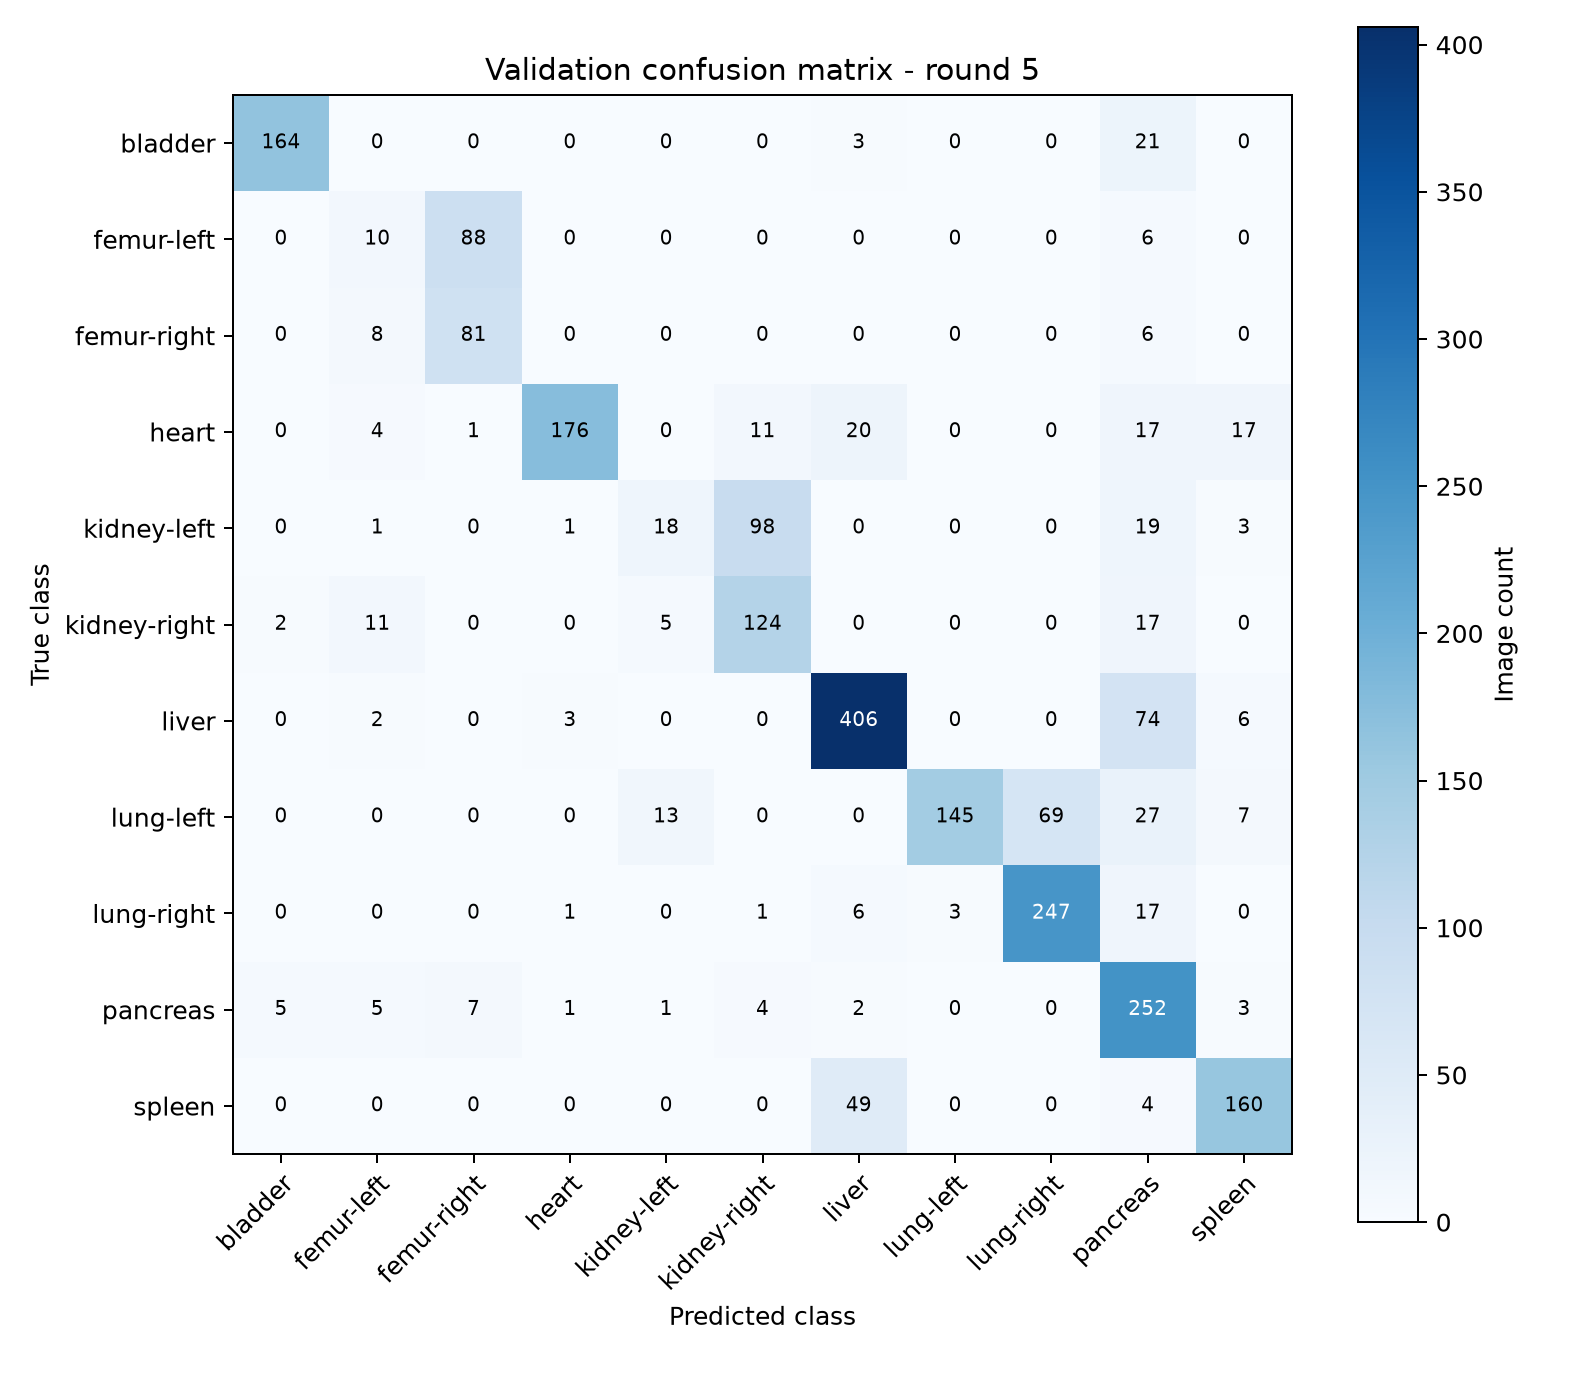 Validation confusion matrix - round 5
bladder 164 0 0 0 0 0 3 0 0 21 0
femur-left 0 10 88 0 0 0 0 0 0 6 0
femur-right 0 8 81 0 0 0 0 0 0 6 0
heart 0 4 1 176 0 11 20 0 0 17 17
kidney-left 0 1 0 1 18 98 0 0 0 19 3
kidney-right 2 11 0 0 5 124 0 0 0 17 0
liver 0 2 0 3 0 0 406 0 0 74 6
lung-left 0 0 0 0 13 0 0 145 69 27 7
lung-right 0 0 0 1 0 1 6 3 247 17 0
pancreas 5 5 7 1 1 4 2 0 0 252 3
spleen 0 0 0 0 0 0 49 0 0 4 160
True class
bladder femur-left femur-right heart kidney-left kidney-right liver lung-left lung-right pancreas spleen
Predicted class
400
350
300
250
200
150
100
50
0
Image count